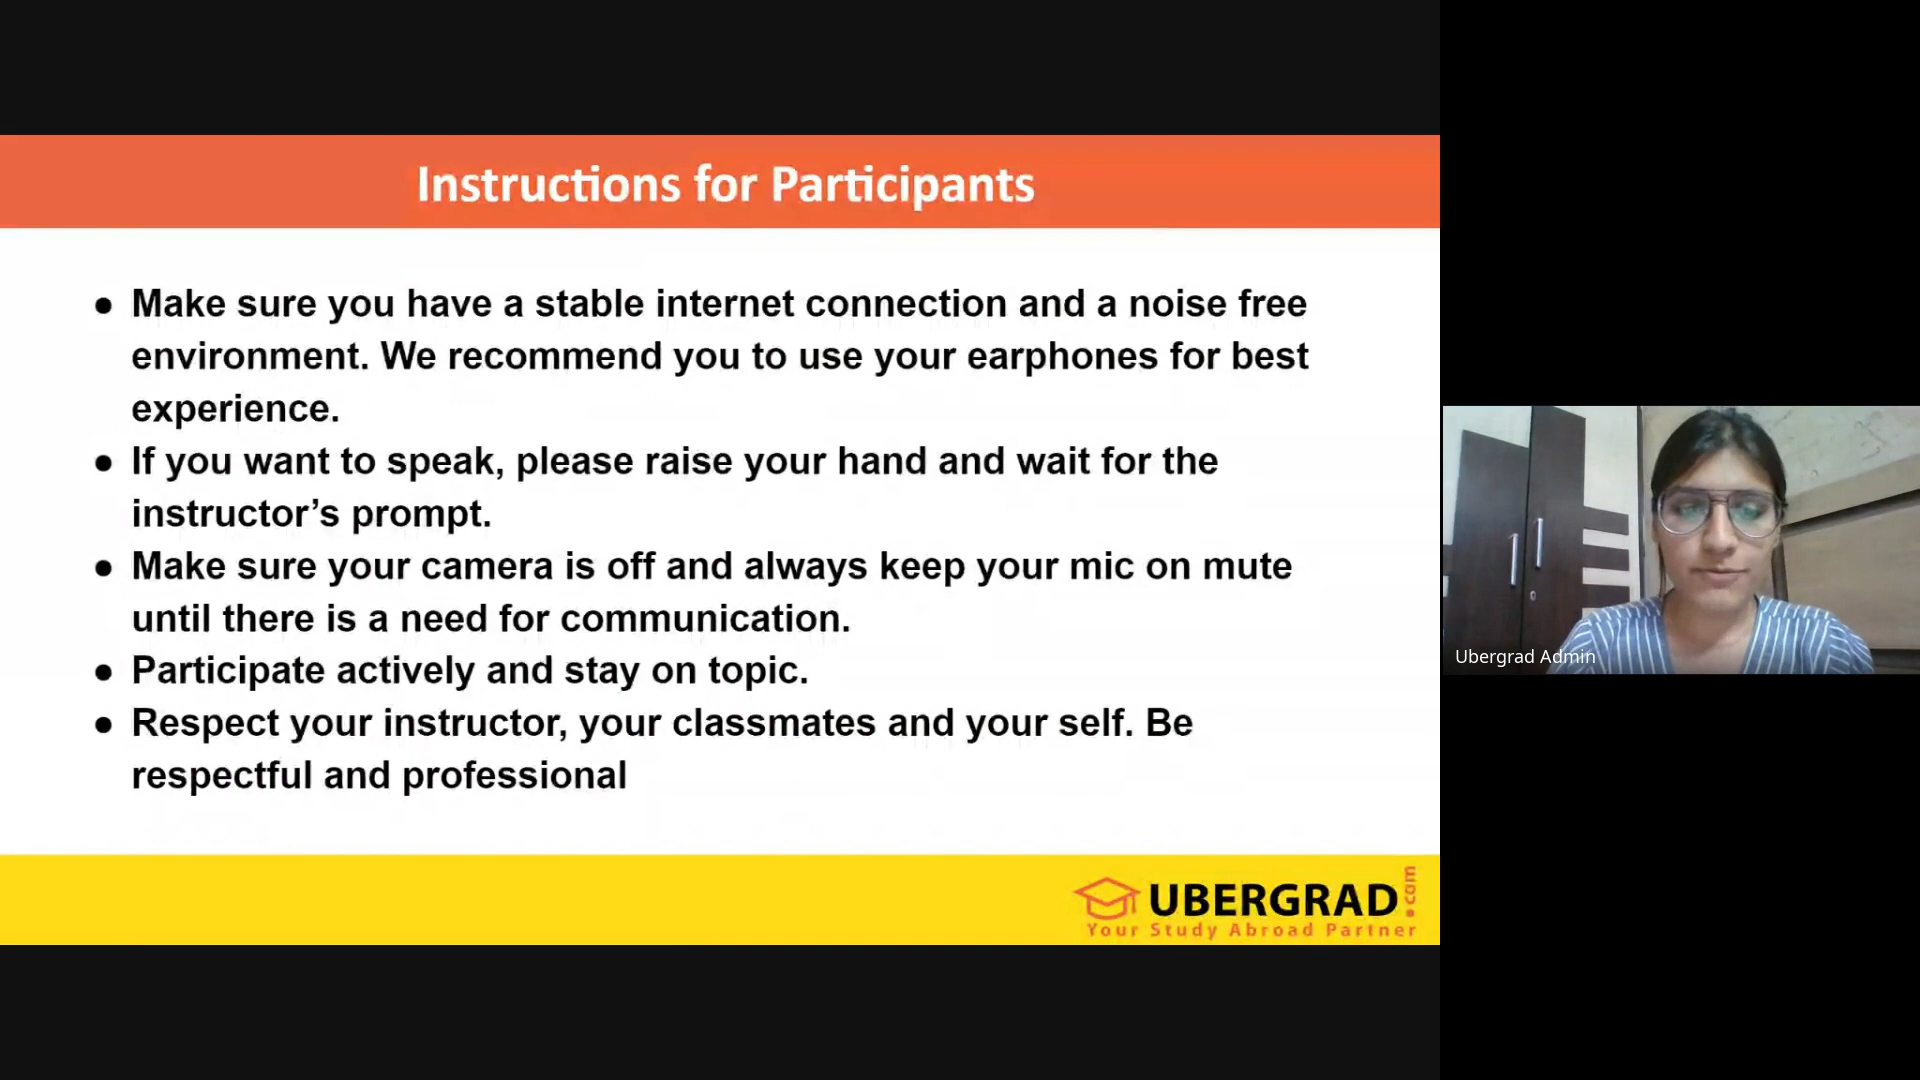 Instructions for Participants
● Make sure you have a stable internet connection and a noise free
environment. We recommend you to use your earphones for best
experience.
● If you want to speak, please raise your hand and wait for the
instructor’s prompt.
● Make sure your camera is off and always keep your mic on mute
until there is a need for communication.
● Participate actively and stay on topic.
● Respect your instructor, your classmates and your self. Be
respectful and professional
UBERGRAD.com
Your Study Abroad Partner
Ubergrad Admin